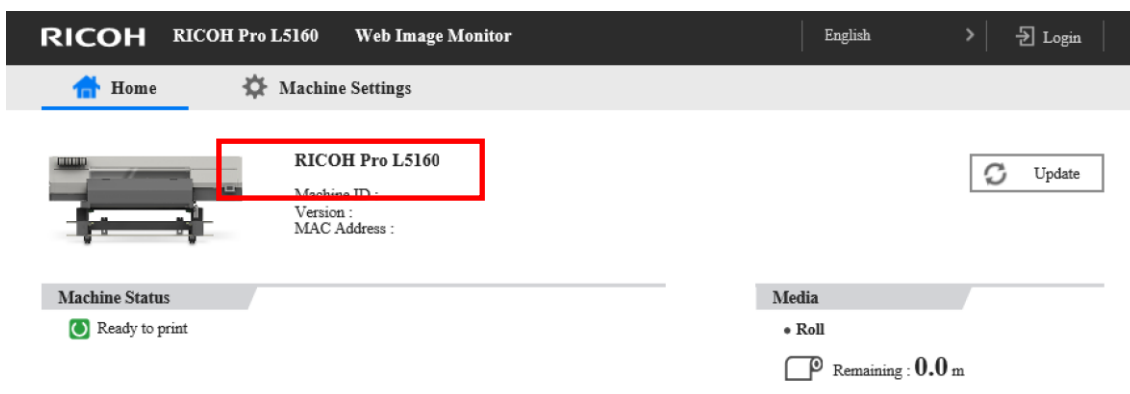 RICOH RICOH Pro L5160 Web Image Monitor English > Login
Home Machine Settings
RICOH Pro L5160
Update
Machine ID :
Version :
MAC Address :
Machine Status
Ready to print
Media
• Roll
Remaining : 0.0 m